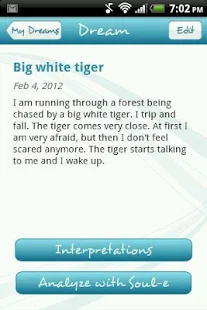 7:02 PM
My Dreams
Dream
Edit
Big white tiger
Feb 4, 2012
I am running through a forest being
chased by a big white tiger. I trip and
fall. The tiger comes very close. At first I
am very afraid, but then I don't feel
scared anymore. The tiger starts talking
to me and I wake up.
Interpretations
Analyze with Soul-e